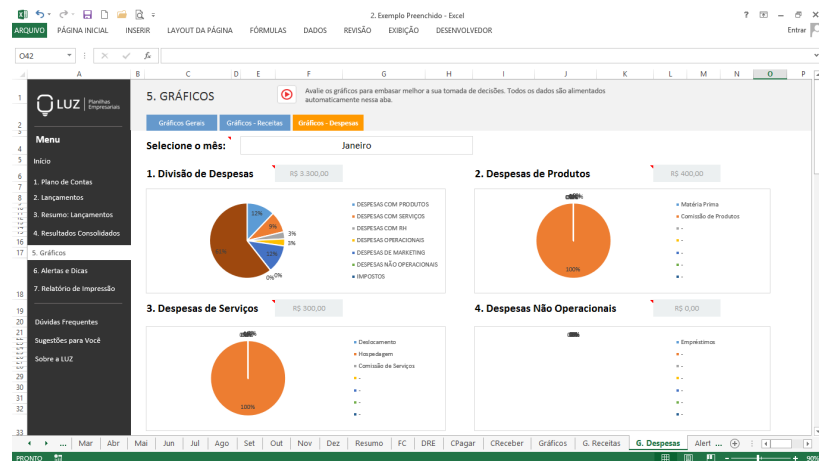 2. Exemplo Preenchido - Excel
ARQUIVO PÁGINA INICIAL INSERIR LAYOUT DA PÁGINA FÓRMULAS DADOS REVISÃO EXIBIÇÃO DESENVOLVEDOR Entrar
O42 fx
A B C D E F G H I J K L M N O P
LUZ Planilhas Empresariais
5. GRÁFICOS
Avalie os gráficos para embasar melhor a sua tomada de decisões. Todos os dados são alimentados
automaticamente nessa aba.
Gráficos Gerais Gráficos - Receitas Gráficos - Despesas
Menu
Início
1. Plano de Contas
2. Lançamentos
3. Resumo: Lançamentos
4. Resultados Consolidados
5. Gráficos
6. Alertas e Dicas
7. Relatório de Impressão
Dúvidas Frequentes
Sugestões para Você
Sobre a LUZ
Selecione o mês: Janeiro
1. Divisão de Despesas R$ 3.300,00
12%
9%
3%
3%
0%
DESPESAS COM PRODUTOS
DESPESAS COM SERVIÇOS
DESPESAS COM RH
DESPESAS OPERACIONAIS
DESPESAS DE MARKETING
DESPESAS NÃO OPERACIONAIS
IMPOSTOS
2. Despesas de Produtos R$ 400,00
100%
Matéria Prima
Comissão de Produtos
-
-
-
-
-
3. Despesas de Serviços R$ 300,00
100%
Deslocamento
Hospedagem
Comissão de Serviços
-
-
-
-
4. Despesas Não Operacionais R$ 0,00
Empréstimos
-
-
-
-
-
-
... Mar Abr Mai Jun Jul Ago Set Out Nov Dez Resumo FC DRE CPagar CReceber Gráficos G. Receitas G. Despesas Alert ...
PRONTO 90%